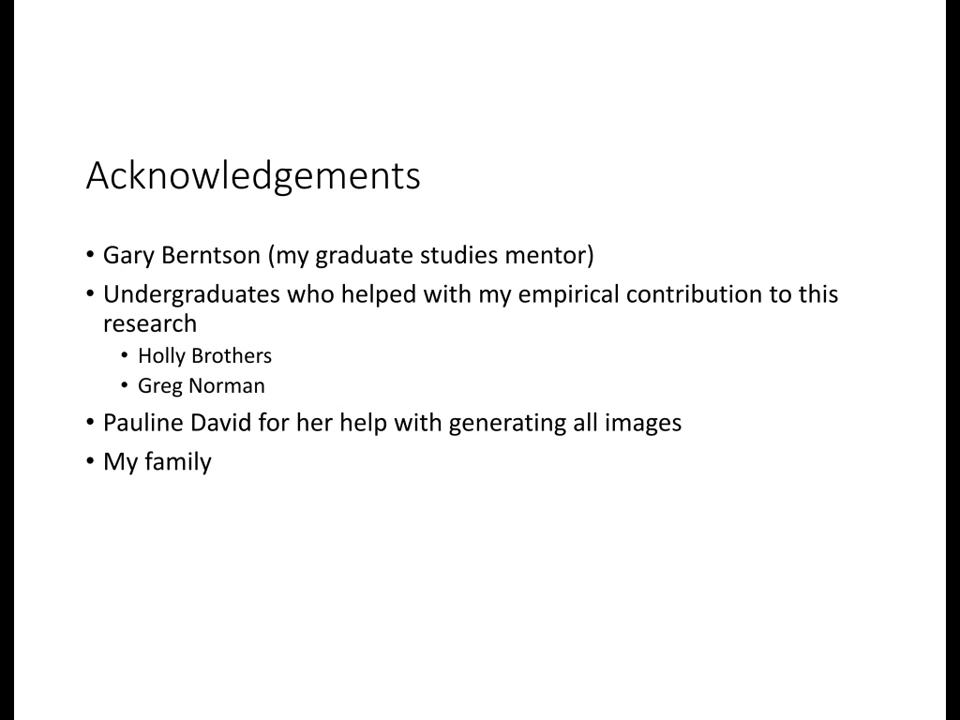 Acknowledgements
• Gary Berntson (my graduate studies mentor)
• Undergraduates who helped with my empirical contribution to this
research
• Holly Brothers
• Greg Norman
• Pauline David for her help with generating all images
• My family